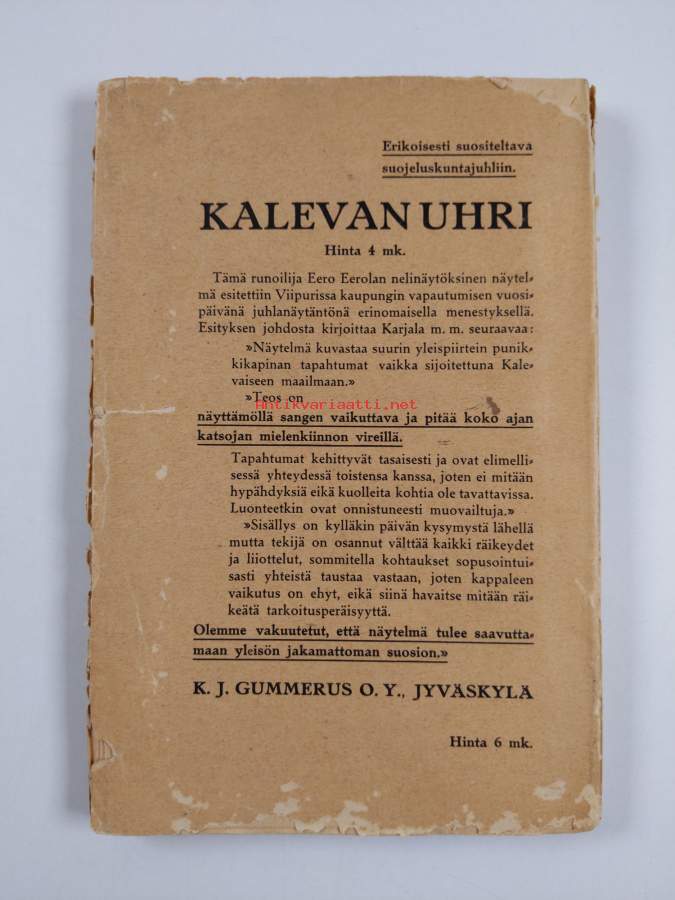 Erikoisesti suositeltava
suojeluskuntajuhliin.
KALEVAN UHRI
Hinta 4 mk.
Tämä runoilija Eero Eerolan nelinäytöksinen näytel-
mä esitettiin Viipurissa kaupungin vapautumisen vuosi-
päivänä juhlanäytäntönä erinomaisella menestyksellä.
Esityksen johdosta kirjoittaa Karjala m. m. seuraavaa:
»Näytelmä kuvastaa suurin yleispiirtein punik-
kikapinan tapahtumat vaikka sijoitettuna Kale-
vaiseen maailmaan.»
»Teos on
Antikvariaatti.net
näyttämöllä sangen vaikuttava ja pitää koko ajan
katsojan mielenkiinnon vireillä.
Tapahtumat kehittyvät tasaisesti ja ovat elimelli-
sessä yhteydessä toistensa kanssa, joten ei mitään
hypähdyksiä eikä kuolleita kohtia ole tavattavissa.
Luonteetkin ovat onnistuneesti muovailtuja.»
»Sisällys on kylläkin päivän kysymystä lähellä
mutta tekijä on osannut välttää kaikki räikeydet
ja liiottelut, sommitella kohtaukset sopusointui-
sasti yhteistä taustaa vastaan, joten kappaleen
vaikutus on ehyt, eikä siinä havaitse mitään räi-
keätä tarkoitusperäisyyttä.
Olemme vakuutetut, että näytelmä tulee saavutta-
maan yleisön jakamattoman suosion.»
K. J. GUMMERUS O. Y., JYVÄSKYLÄ
Hinta 6 mk.